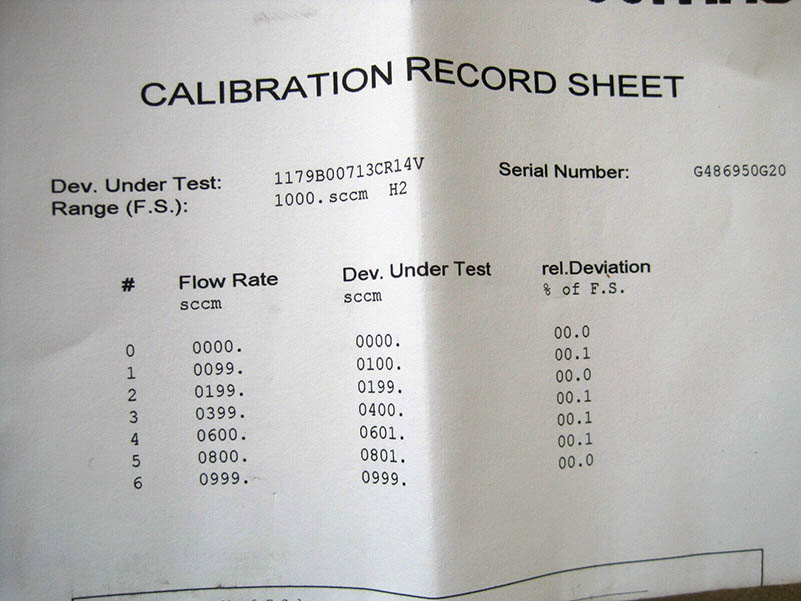 CALIBRATION RECORD SHEET
Dev. Under Test: 1179B00713CR14V Serial Number: G486950G20
Range (F.S.): 1000.sccm H2
# Flow Rate Dev. Under Test rel.Deviation
sccm sccm % of F.S.
0 0000. 0000. 00.0
1 0099. 0100. 00.1
2 0199. 0199. 00.0
3 0399. 0400. 00.1
4 0600. 0601. 00.1
5 0800. 0801. 00.1
6 0999. 0999. 00.0